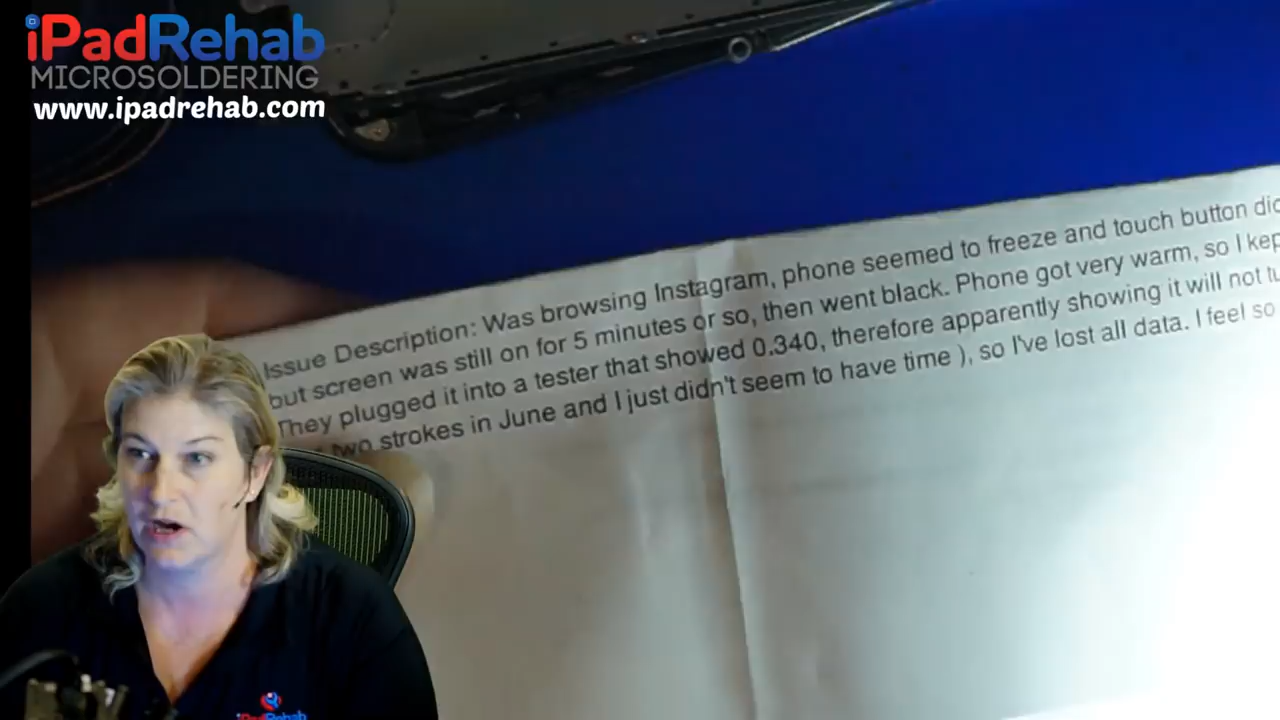 iPadRehab
MICROSOLDERING
www.ipadrehab.com
Issue Description: Was browsing Instagram, phone seemed to freeze and touch button
but screen was still on for 5 minutes or so, then went black. Phone got very warm, so I
They plugged it into a tester that showed 0.340, therefore apparently showing it will not
two strokes in June and I just didn't seem to have time ), so I've lost all data. I feel so
iPadRehab